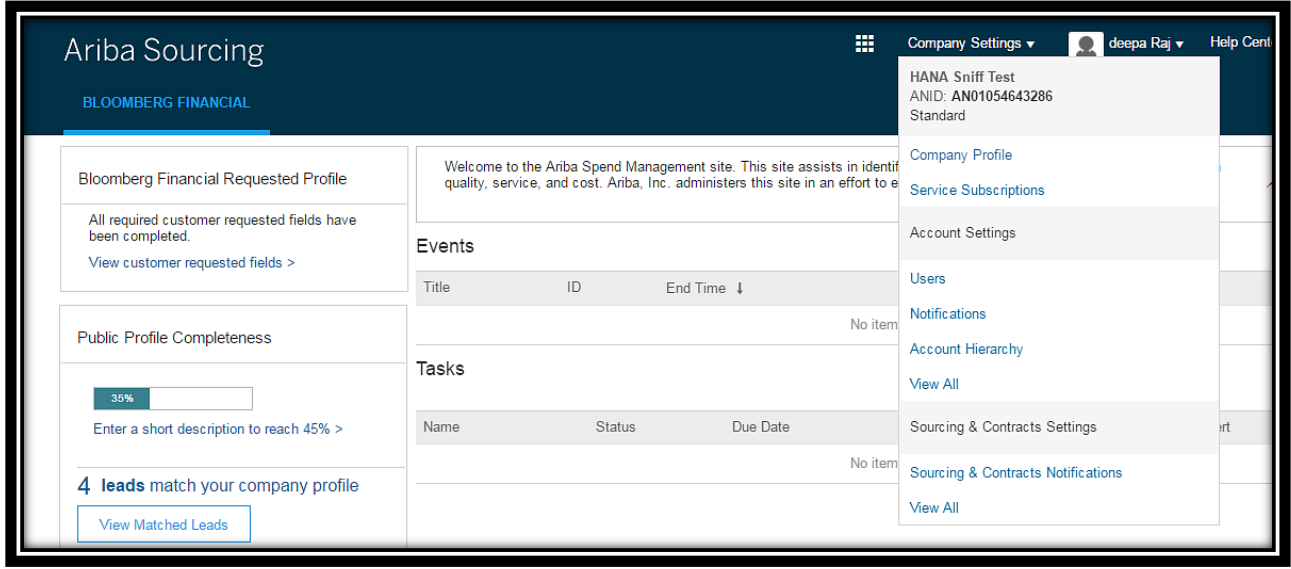 Ariba Sourcing
Company Settings ▾
deepa Raj ▾
Help Cent
BLOOMBERG FINANCIAL
HANA Sniff Test
ANID: AN01054643286
Standard
Company Profile
Service Subscriptions
Account Settings
Users
Notifications
Account Hierarchy
View All
Sourcing & Contracts Settings
Sourcing & Contracts Notifications
View All
Bloomberg Financial Requested Profile
All required customer requested fields have
been completed.
View customer requested fields >
Public Profile Completeness
35%
Enter a short description to reach 45% >
4 leads match your company profile
View Matched Leads
Welcome to the Ariba Spend Management site. This site assists in identif
quality, service, and cost. Ariba, Inc. administers this site in an effort to e
Events
Title ID End Time ↓
No item
Tasks
Name Status Due Date
No item